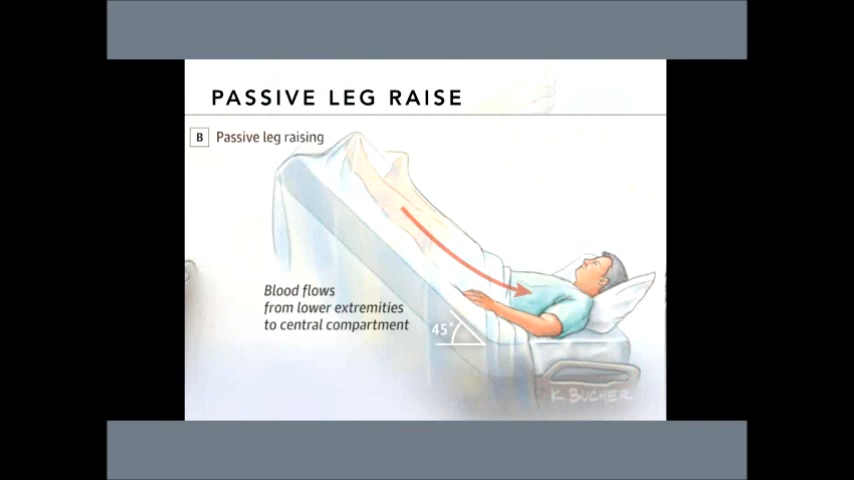 PASSIVE LEG RAISE
B Passive leg raising
Blood flows
from lower extremities
to central compartment
45°
K. BUCHER